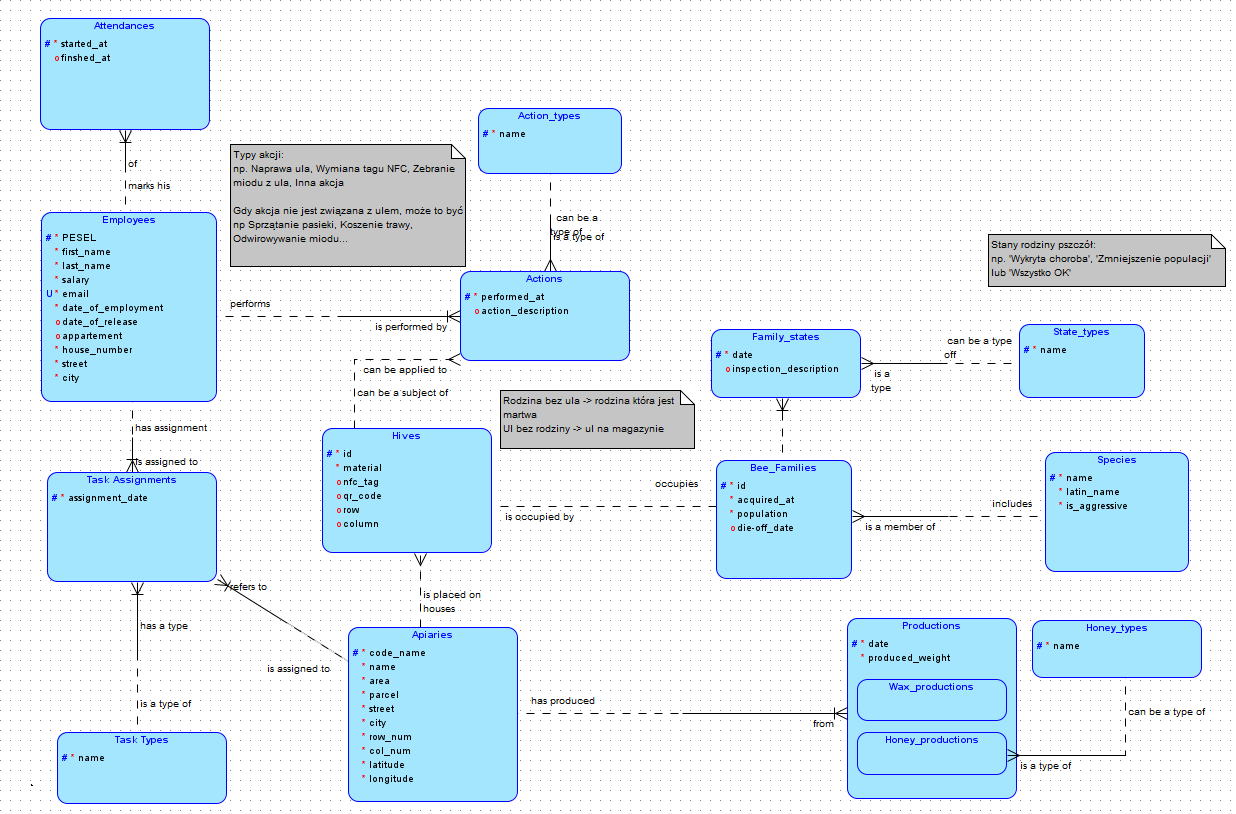 Attendances
# * started_at
o finshed_at
of
marks his
Employees
# * PESEL
* first_name
* last_name
* salary
U * email
* date_of_employment
o date_of_release
o appartement
* house_number
* street
* city
Typy akcji:
np. Naprawa ula, Wymiana tagu NFC, Zebranie
miodu z ula, Inna akcja
Gdy akcja nie jest związana z ulem, może to być
np Sprzątanie pasieki, Koszenie trawy,
Odwirowywanie miodu...
Action_types
# * name
can be a
type of
is a type of
Actions
# * performed_at
o action_description
performs
is performed by
can be applied to
can be a subject of
Stany rodziny pszczół:
np. 'Wykryta choroba', 'Zmniejszenie populacji'
lub 'Wszystko OK'
Family_states
# * date
o inspection_description
can be a type
off
is a
type
State_types
# * name
Rodzina bez ula -> rodzina która jest
martwa
Ul bez rodziny -> ul na magazynie
has assignment
is assigned to
Task Assignments
# * assignment_date
Hives
# * id
* material
o nfc_tag
o qr_code
o row
o column
occupies
is occupied by
Bee_Families
# * id
* acquired_at
* population
o die-off_date
includes
is a member of
Species
# * name
* latin_name
* is_aggressive
refers to
is assigned to
is placed on
houses
has a type
is a type of
Task Types
# * name
Apiaries
# * code_name
* name
* area
* parcel
* street
* city
* row_num
* col_num
* latitude
* longitude
has produced
from
Productions
# * date
* produced_weight
Wax_productions
Honey_productions
Honey_types
# * name
can be a type of
is a type of